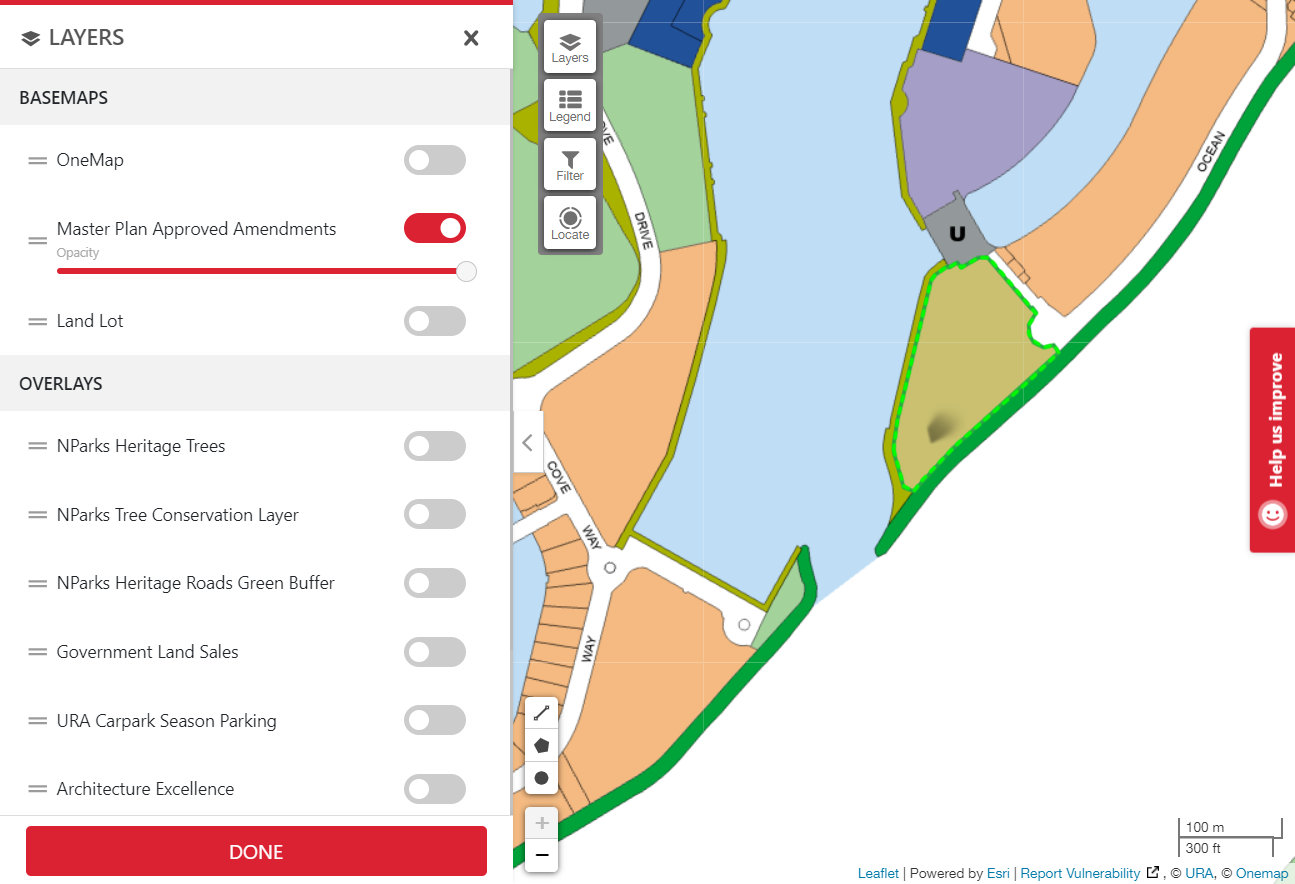 LAYERS
BASEMAPS
OneMap
Master Plan Approved Amendments
Opacity
Land Lot
OVERLAYS
NParks Heritage Trees
NParks Tree Conservation Layer
NParks Heritage Roads Green Buffer
Government Land Sales
URA Carpark Season Parking
Architecture Excellence
DONE
Layers
Legend
Filter
Locate
DRIVE
COVE
WAY
WAY
OCEAN
U
Help us improve
+
−
100 m
300 ft
Leaflet | Powered by Esri | Report Vulnerability , © URA, © Onemap